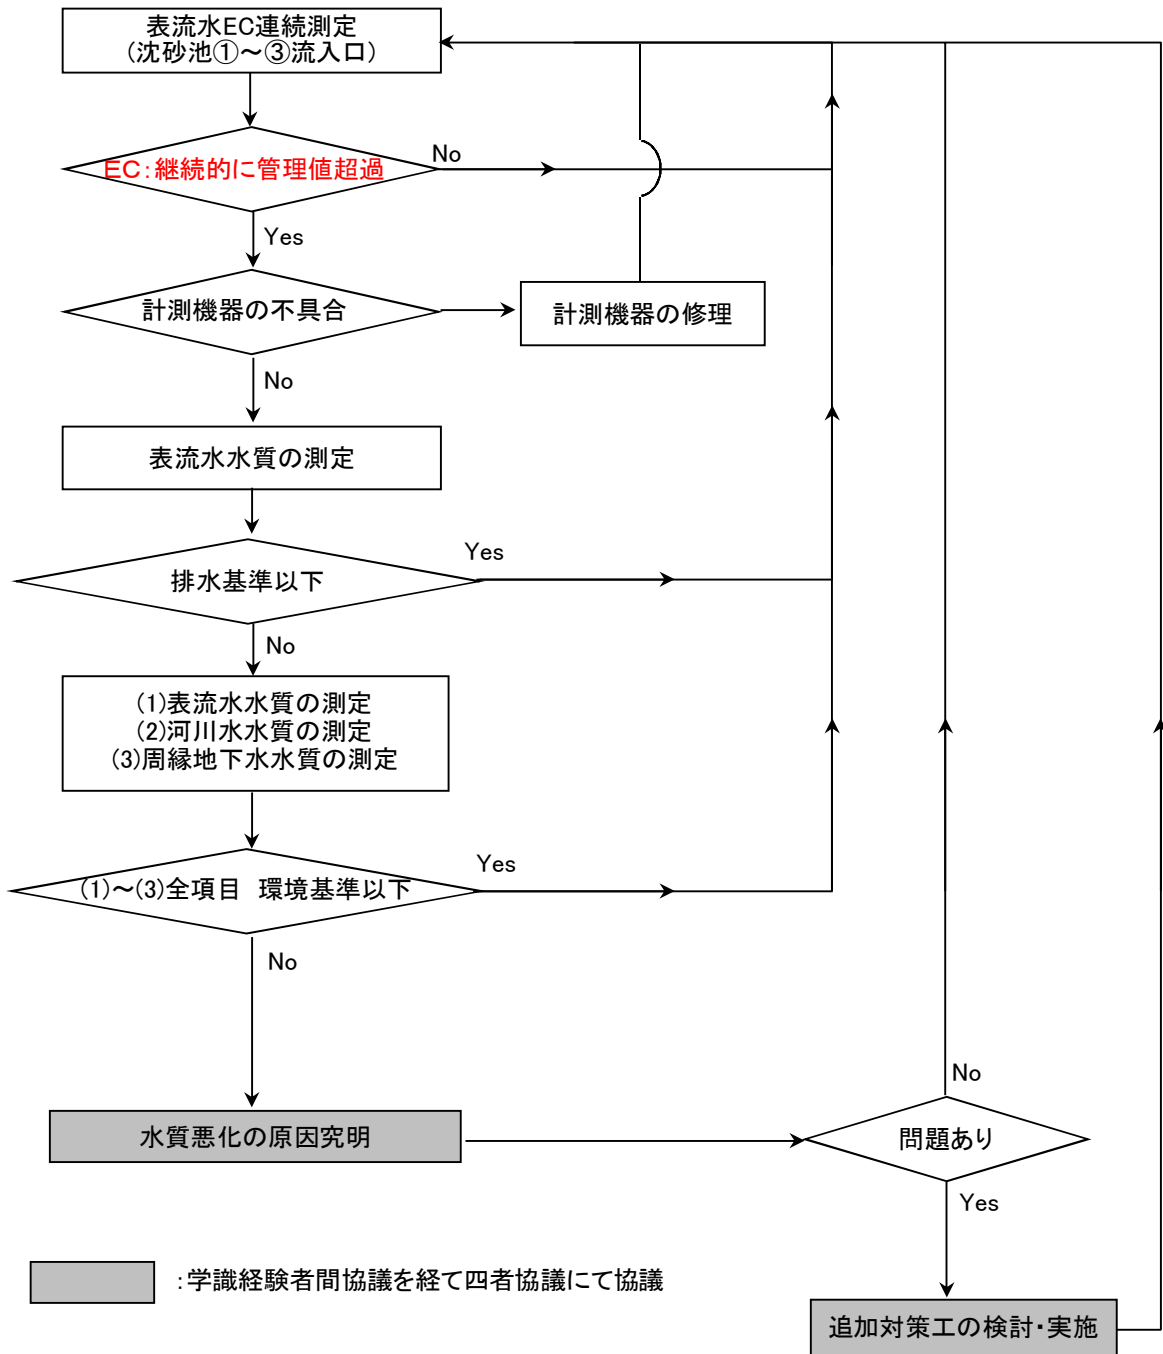 表流水EC連続測定
(沈砂池①～③流入口)
EC：継続的に管理値超過
No
Yes
計測機器の不具合
計測機器の修理
No
表流水水質の測定
排水基準以下
Yes
No
(1)表流水水質の測定
(2)河川水水質の測定
(3)周縁地下水水質の測定
(1)～(3)全項目　環境基準以下
Yes
No
水質悪化の原因究明
No
問題あり
Yes
：学識経験者間協議を経て四者協議にて協議
追加対策工の検討・実施